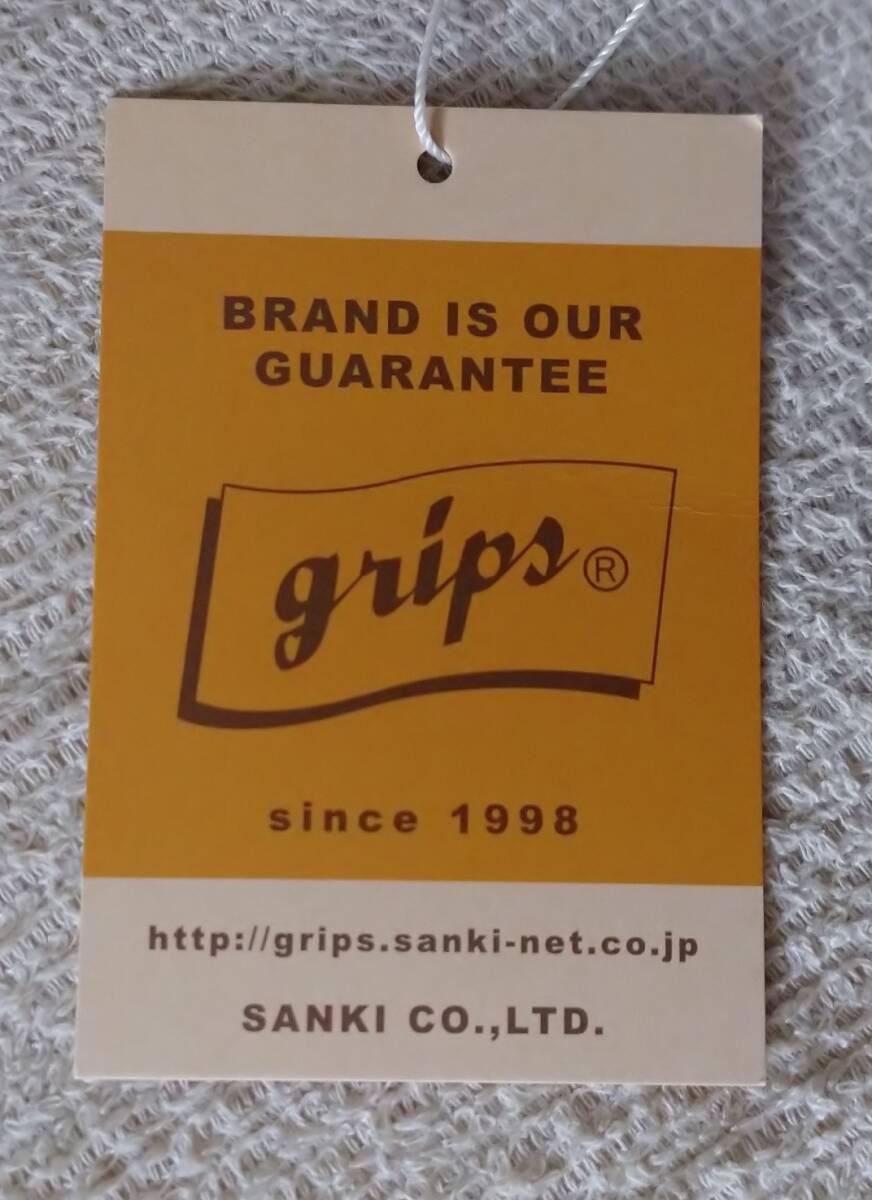 BRAND IS OUR
GUARANTEE
grips®
since 1998
http://grips.sanki-net.co.jp
SANKI CO.,LTD.